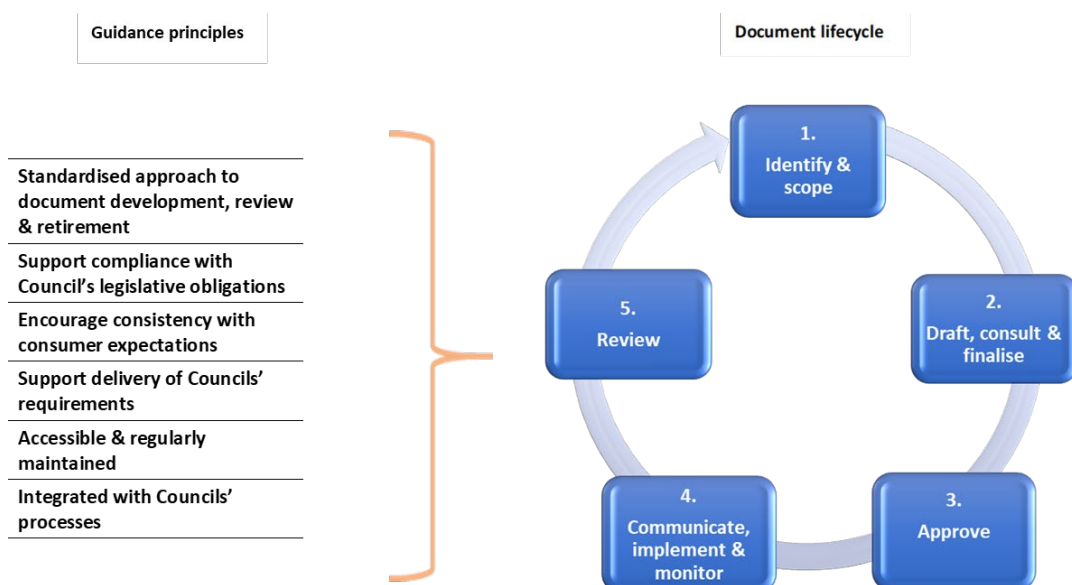 Guidance principles
Standardised approach to
document development, review
& retirement
Support compliance with
Council's legislative obligations
Encourage consistency with
consumer expectations
Support delivery of Councils'
requirements
Accessible & regularly
maintained
Integrated with Councils'
processes
Document lifecycle
1.
Identify &
scope
2.
Draft, consult &
finalise
3.
Approve
4.
Communicate,
implement &
monitor
5.
Review